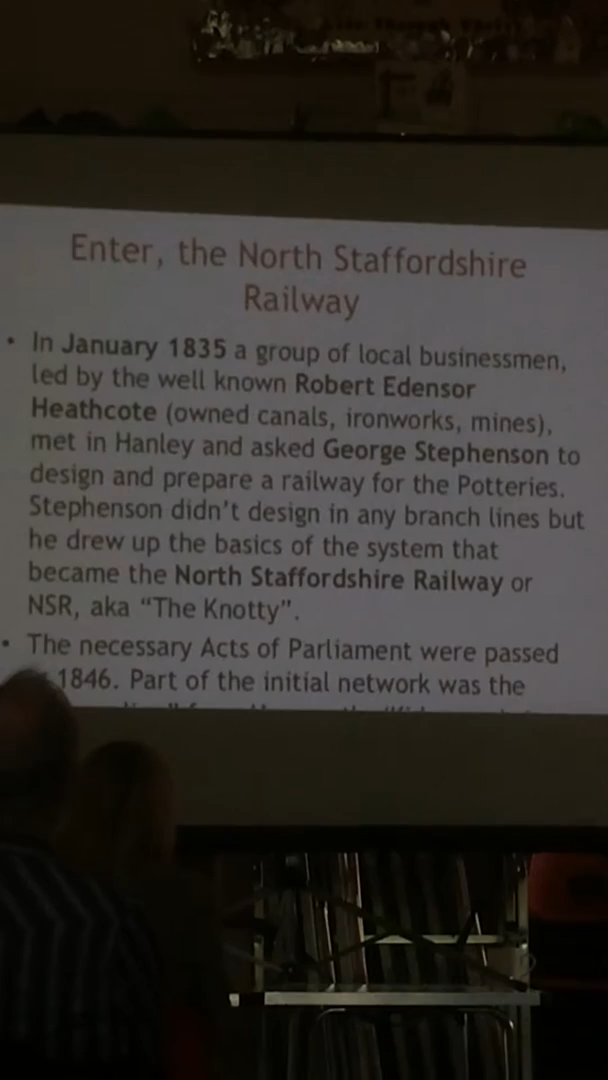 Enter, the North Staffordshire
Railway
• In January 1835 a group of local businessmen,
led by the well known Robert Edensor
Heathcote (owned canals, ironworks, mines),
met in Hanley and asked George Stephenson to
design and prepare a railway for the Potteries.
Stephenson didn't design in any branch lines but
he drew up the basics of the system that
became the North Staffordshire Railway or
NSR, aka “The Knotty”.
• The necessary Acts of Parliament were passed
1846. Part of the initial network was the